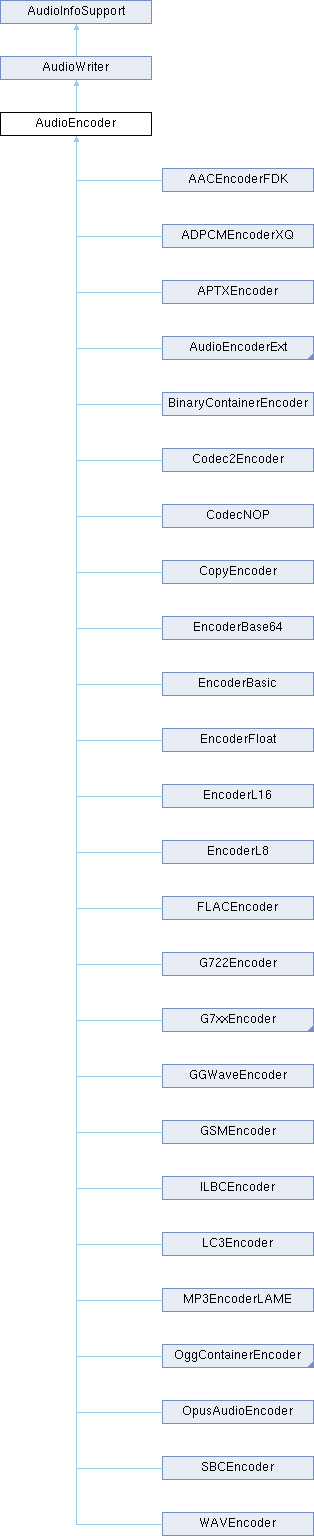 AudioInfoSupport
AudioWriter
AudioEncoder
AACEncoderFDK
ADPCMEncoderXQ
APTXEncoder
AudioEncoderExt
BinaryContainerEncoder
Codec2Encoder
CodecNOP
CopyEncoder
EncoderBase64
EncoderBasic
EncoderFloat
EncoderL16
EncoderL8
FLACEncoder
G722Encoder
G7xxEncoder
GGWaveEncoder
GSMEncoder
ILBCEncoder
LC3Encoder
MP3EncoderLAME
OggContainerEncoder
OpusAudioEncoder
SBCEncoder
WAVEncoder